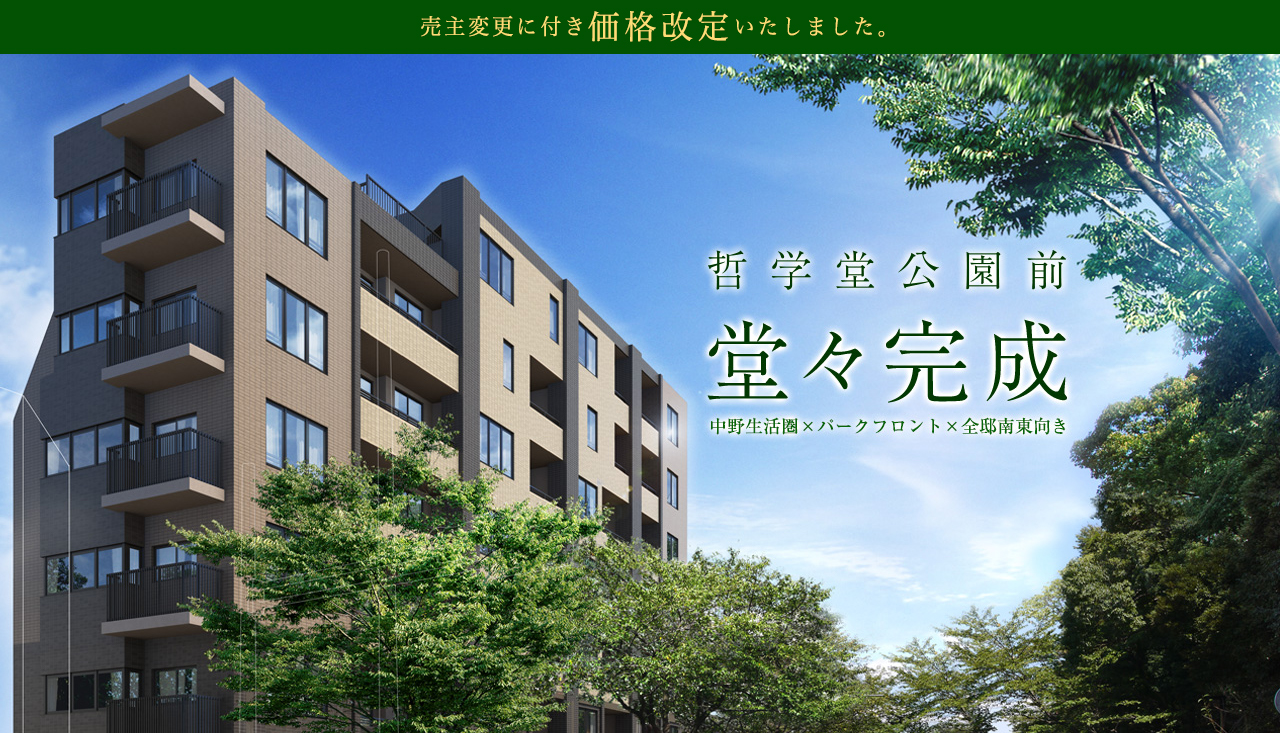 売主変更に付き価格改定いたしました。
哲学堂公園前
堂々完成
中野生活圏×パークフロント×全邸南東向き